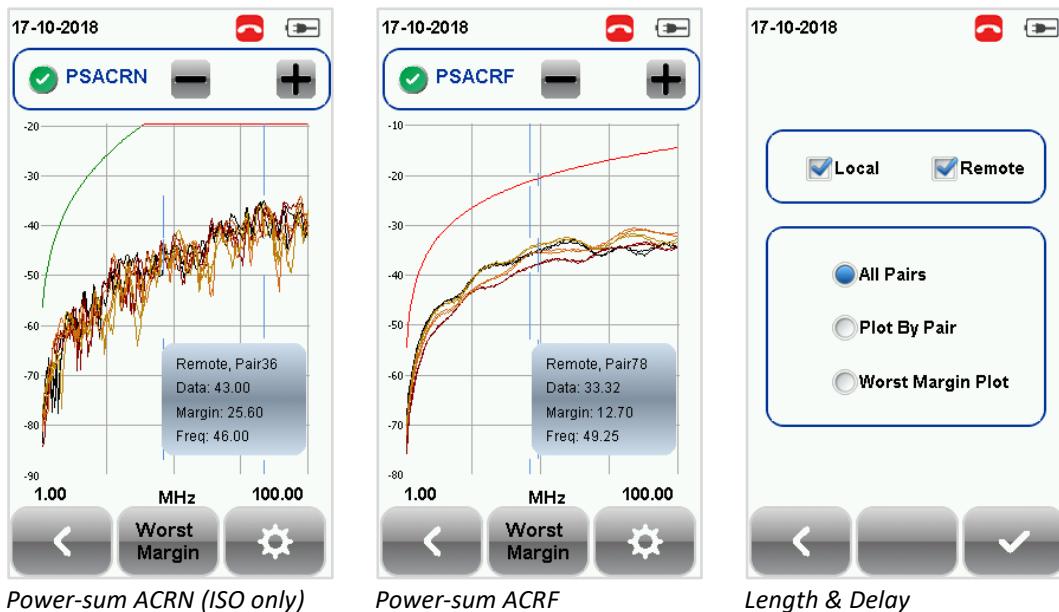 17-10-2018
PSACRN
-20
-30
-40
-50
-60
-70
-80
-90
Remote, Pair36
Data: 43.00
Margin: 25.60
Freq: 46.00
1.00 MHz 100.00
Worst
Margin
Power-sum ACRN (ISO only)
17-10-2018
PSACRF
-10
-20
-30
-40
-50
-60
-70
-80
Remote, Pair78
Data: 33.32
Margin: 12.70
Freq: 49.25
1.00 MHz 100.00
Worst
Margin
Power-sum ACRF
17-10-2018
Local Remote
All Pairs
Plot By Pair
Worst Margin Plot
Length & Delay